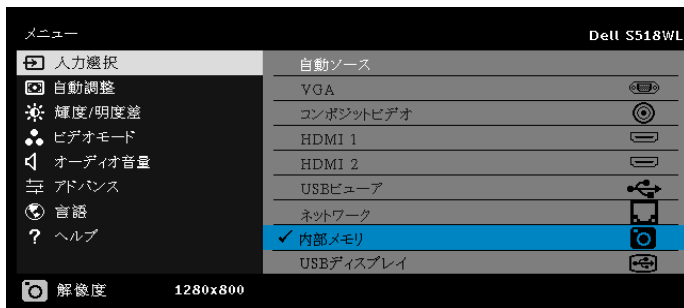 メニュー Dell S518WL
入力選択
自動調整
輝度/明度差
ビデオモード
オーディオ音量
アドバンス
言語
? ヘルプ
自動ソース
VGA
コンポジットビデオ
HDMI 1
HDMI 2
USBビューア
ネットワーク
✓ 内部メモリ
USBディスプレイ
解像度 1280x800